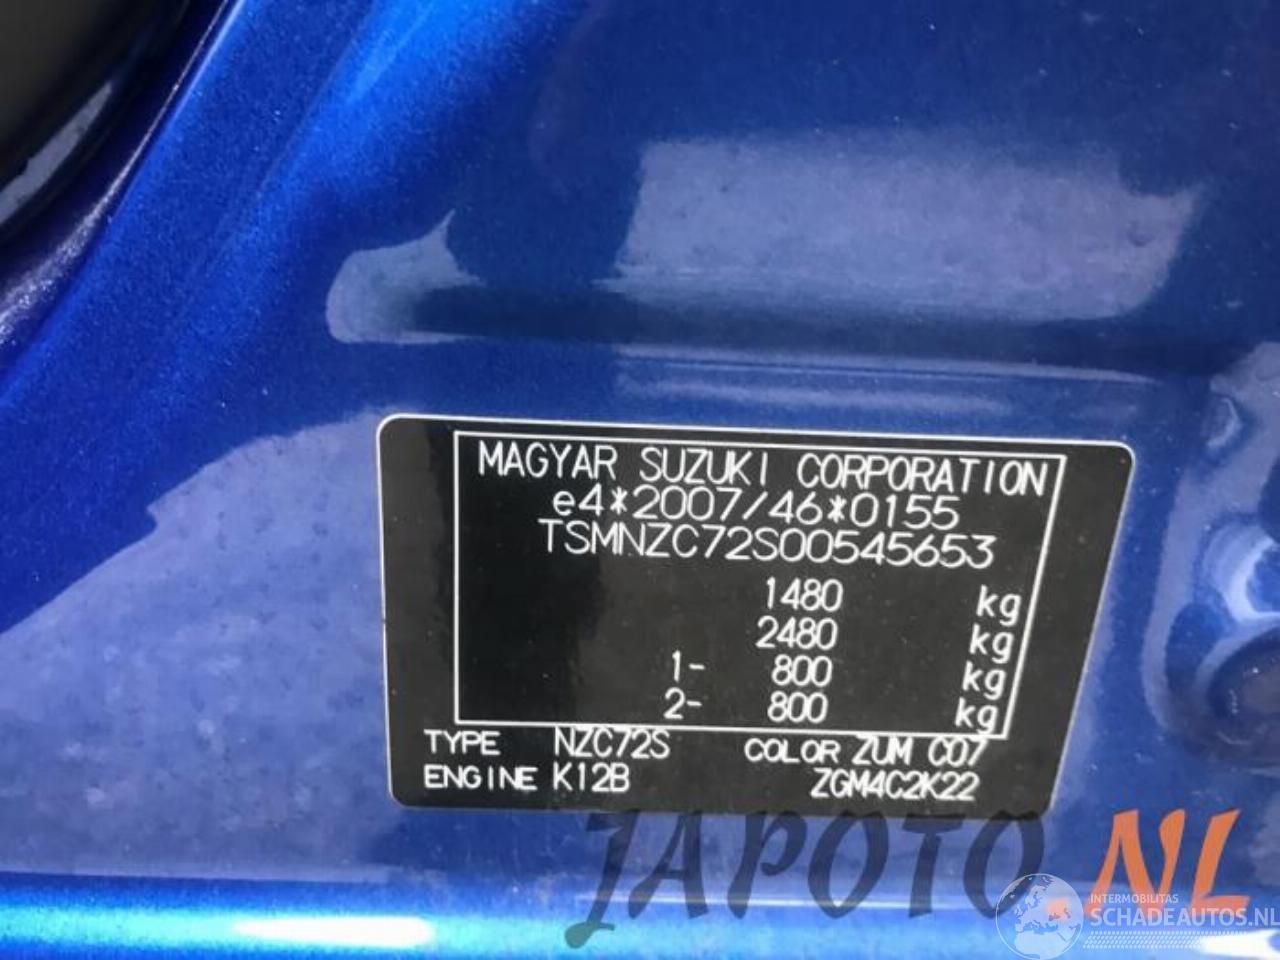 MAGYAR SUZUKI CORPORATION
e4*2007/46*0155
TSMNZC72S00545653
1480 kg
2480 kg
1- 800 kg
2- 800 kg
TYPE NZC72S COLOR ZUM C07
ENGINE K12B ZGM4C2K22
JAPOTO.NL
INTERMOBILITAS
SCHADEAUTOS.NL